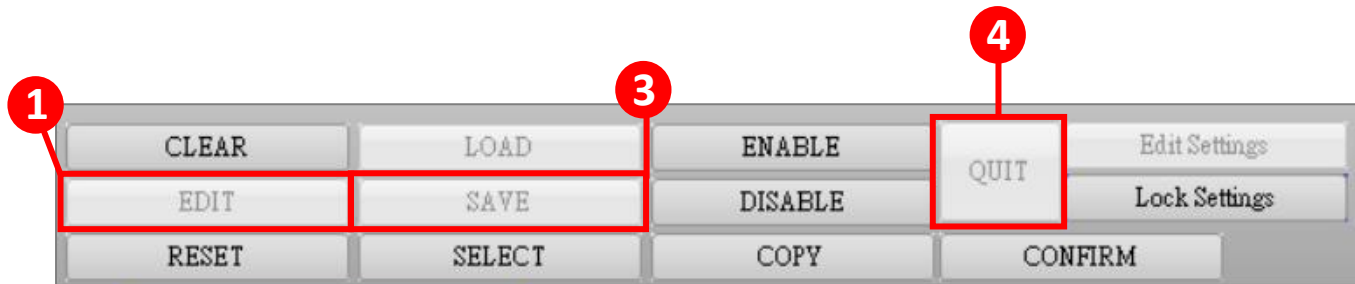 4
1
3
CLEAR LOAD ENABLE QUIT Edit Settings
EDIT SAVE DISABLE Lock Settings
RESET SELECT COPY CONFIRM